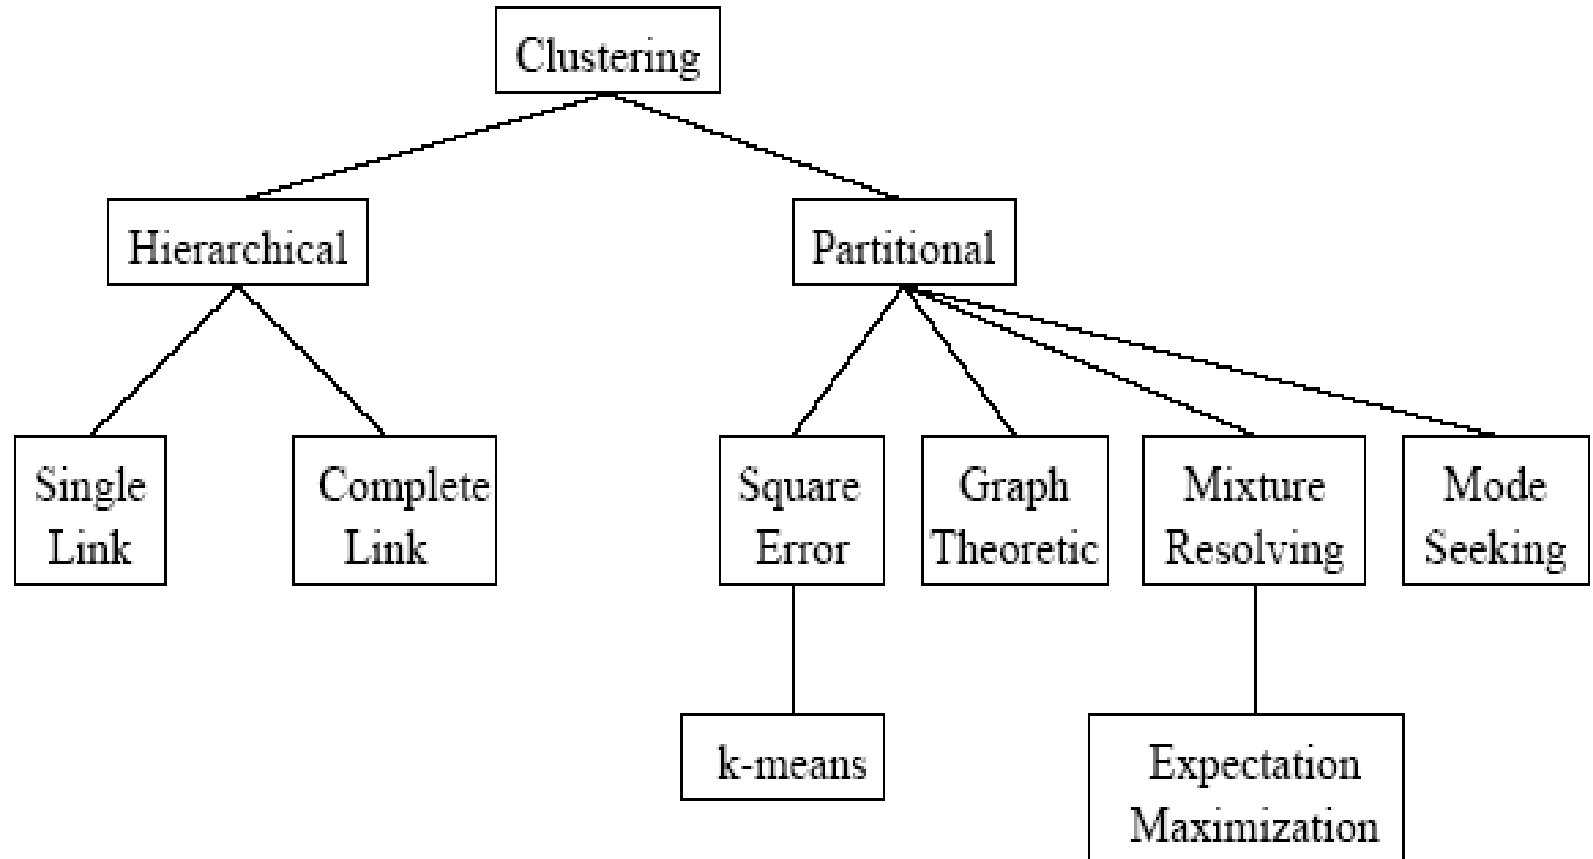 Clustering
Hierarchical
Partitional
Single
Link
Complete
Link
Square
Error
Graph
Theoretic
Mixture
Resolving
Mode
Seeking
k-means
Expectation
Maximization